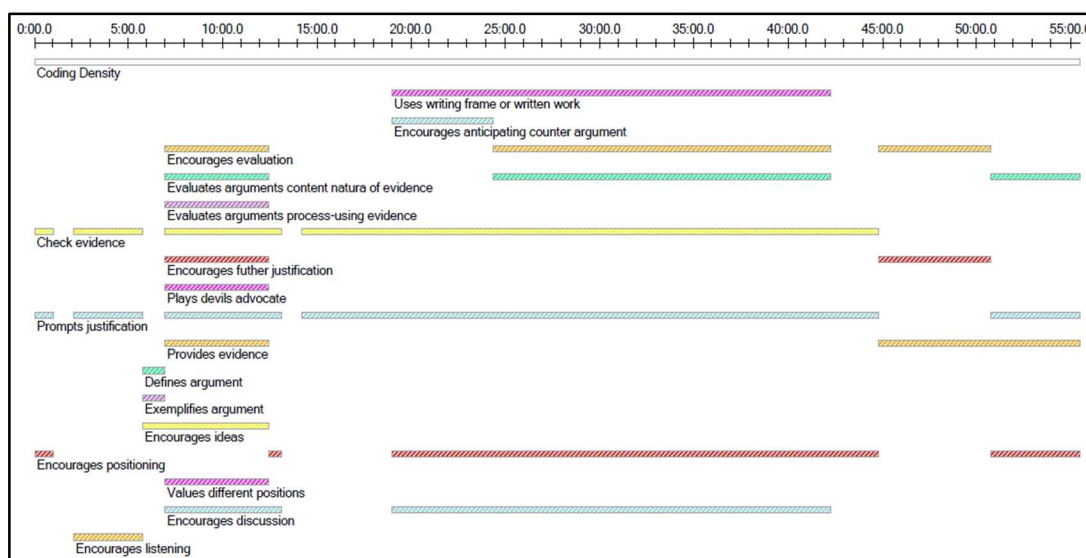 0:00.0 5:00.0 10:00.0 15:00.0 20:00.0 25:00.0 30:00.0 35:00.0 40:00.0 45:00.0 50:00.0 55:00.0
Coding Density
Uses writing frame or written work
Encourages anticipating counter argument
Encourages evaluation
Evaluates arguments content natura of evidence
Evaluates arguments process-using evidence
Check evidence
Encourages futher justification
Plays devils advocate
Prompts justification
Provides evidence
Defines argument
Exemplifies argument
Encourages ideas
Encourages positioning
Values different positions
Encourages discussion
Encourages listening